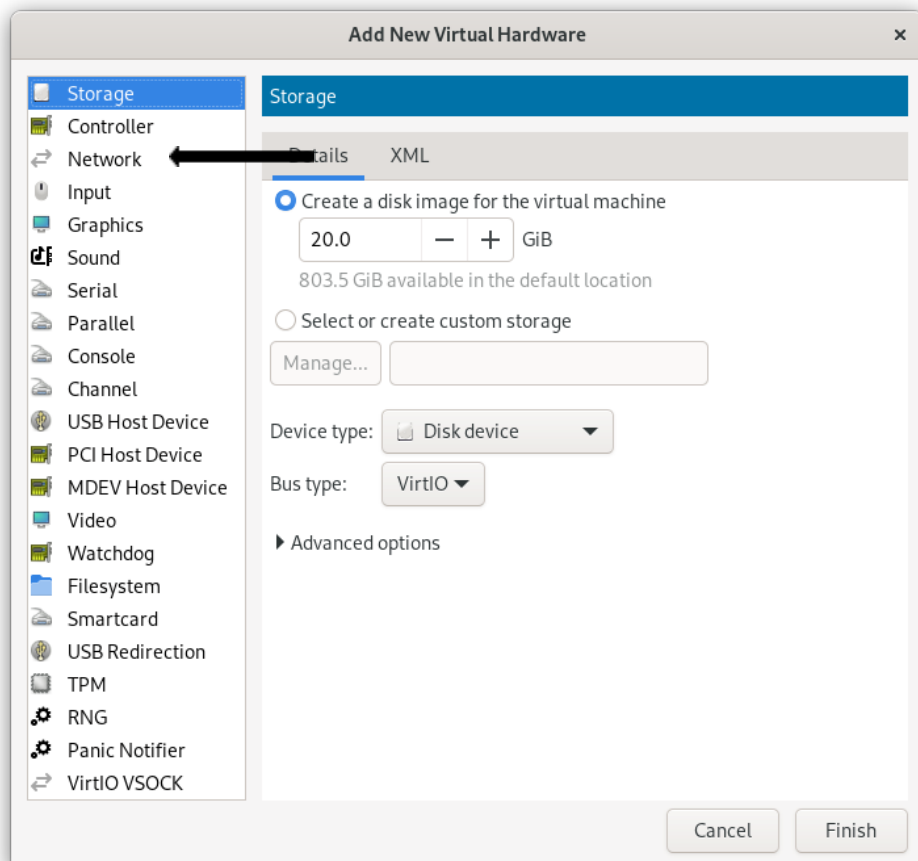 Add New Virtual Hardware ×
Storage
Controller
Network
Input
Graphics
Sound
Serial
Parallel
Console
Channel
USB Host Device
PCI Host Device
MDEV Host Device
Video
Watchdog
Filesystem
Smartcard
USB Redirection
TPM
RNG
Panic Notifier
VirtIO VSOCK
Storage
Details XML
Create a disk image for the virtual machine
20.0 − + GiB
803.5 GiB available in the default location
Select or create custom storage
Manage...
Device type: Disk device
Bus type: VirtIO
Advanced options
Cancel Finish